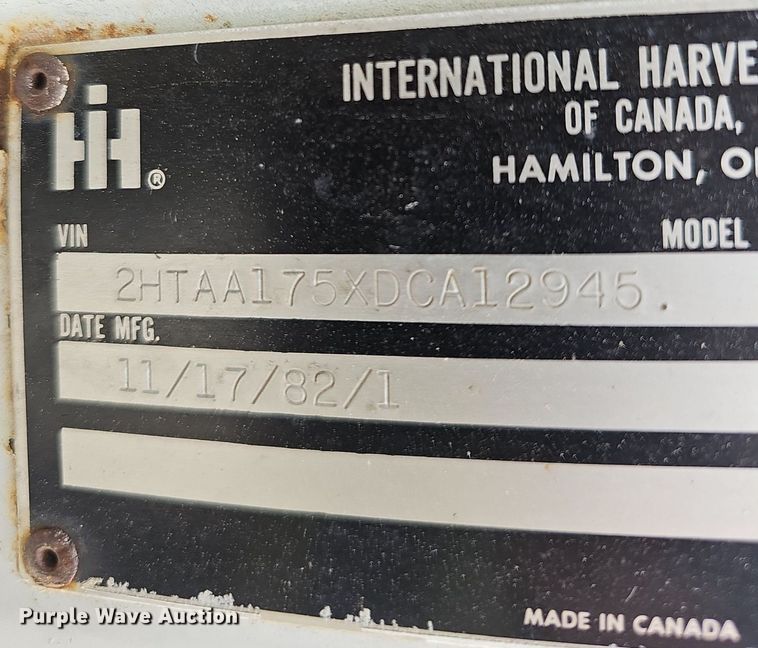 INTERNATIONAL HARVE
OF CANADA,
HAMILTON, O
IH®
VIN
MODEL
2HTAA175XDCA12945.
DATE MFG.
11/17/82/1
MADE IN CANADA
Purple Wave Auction